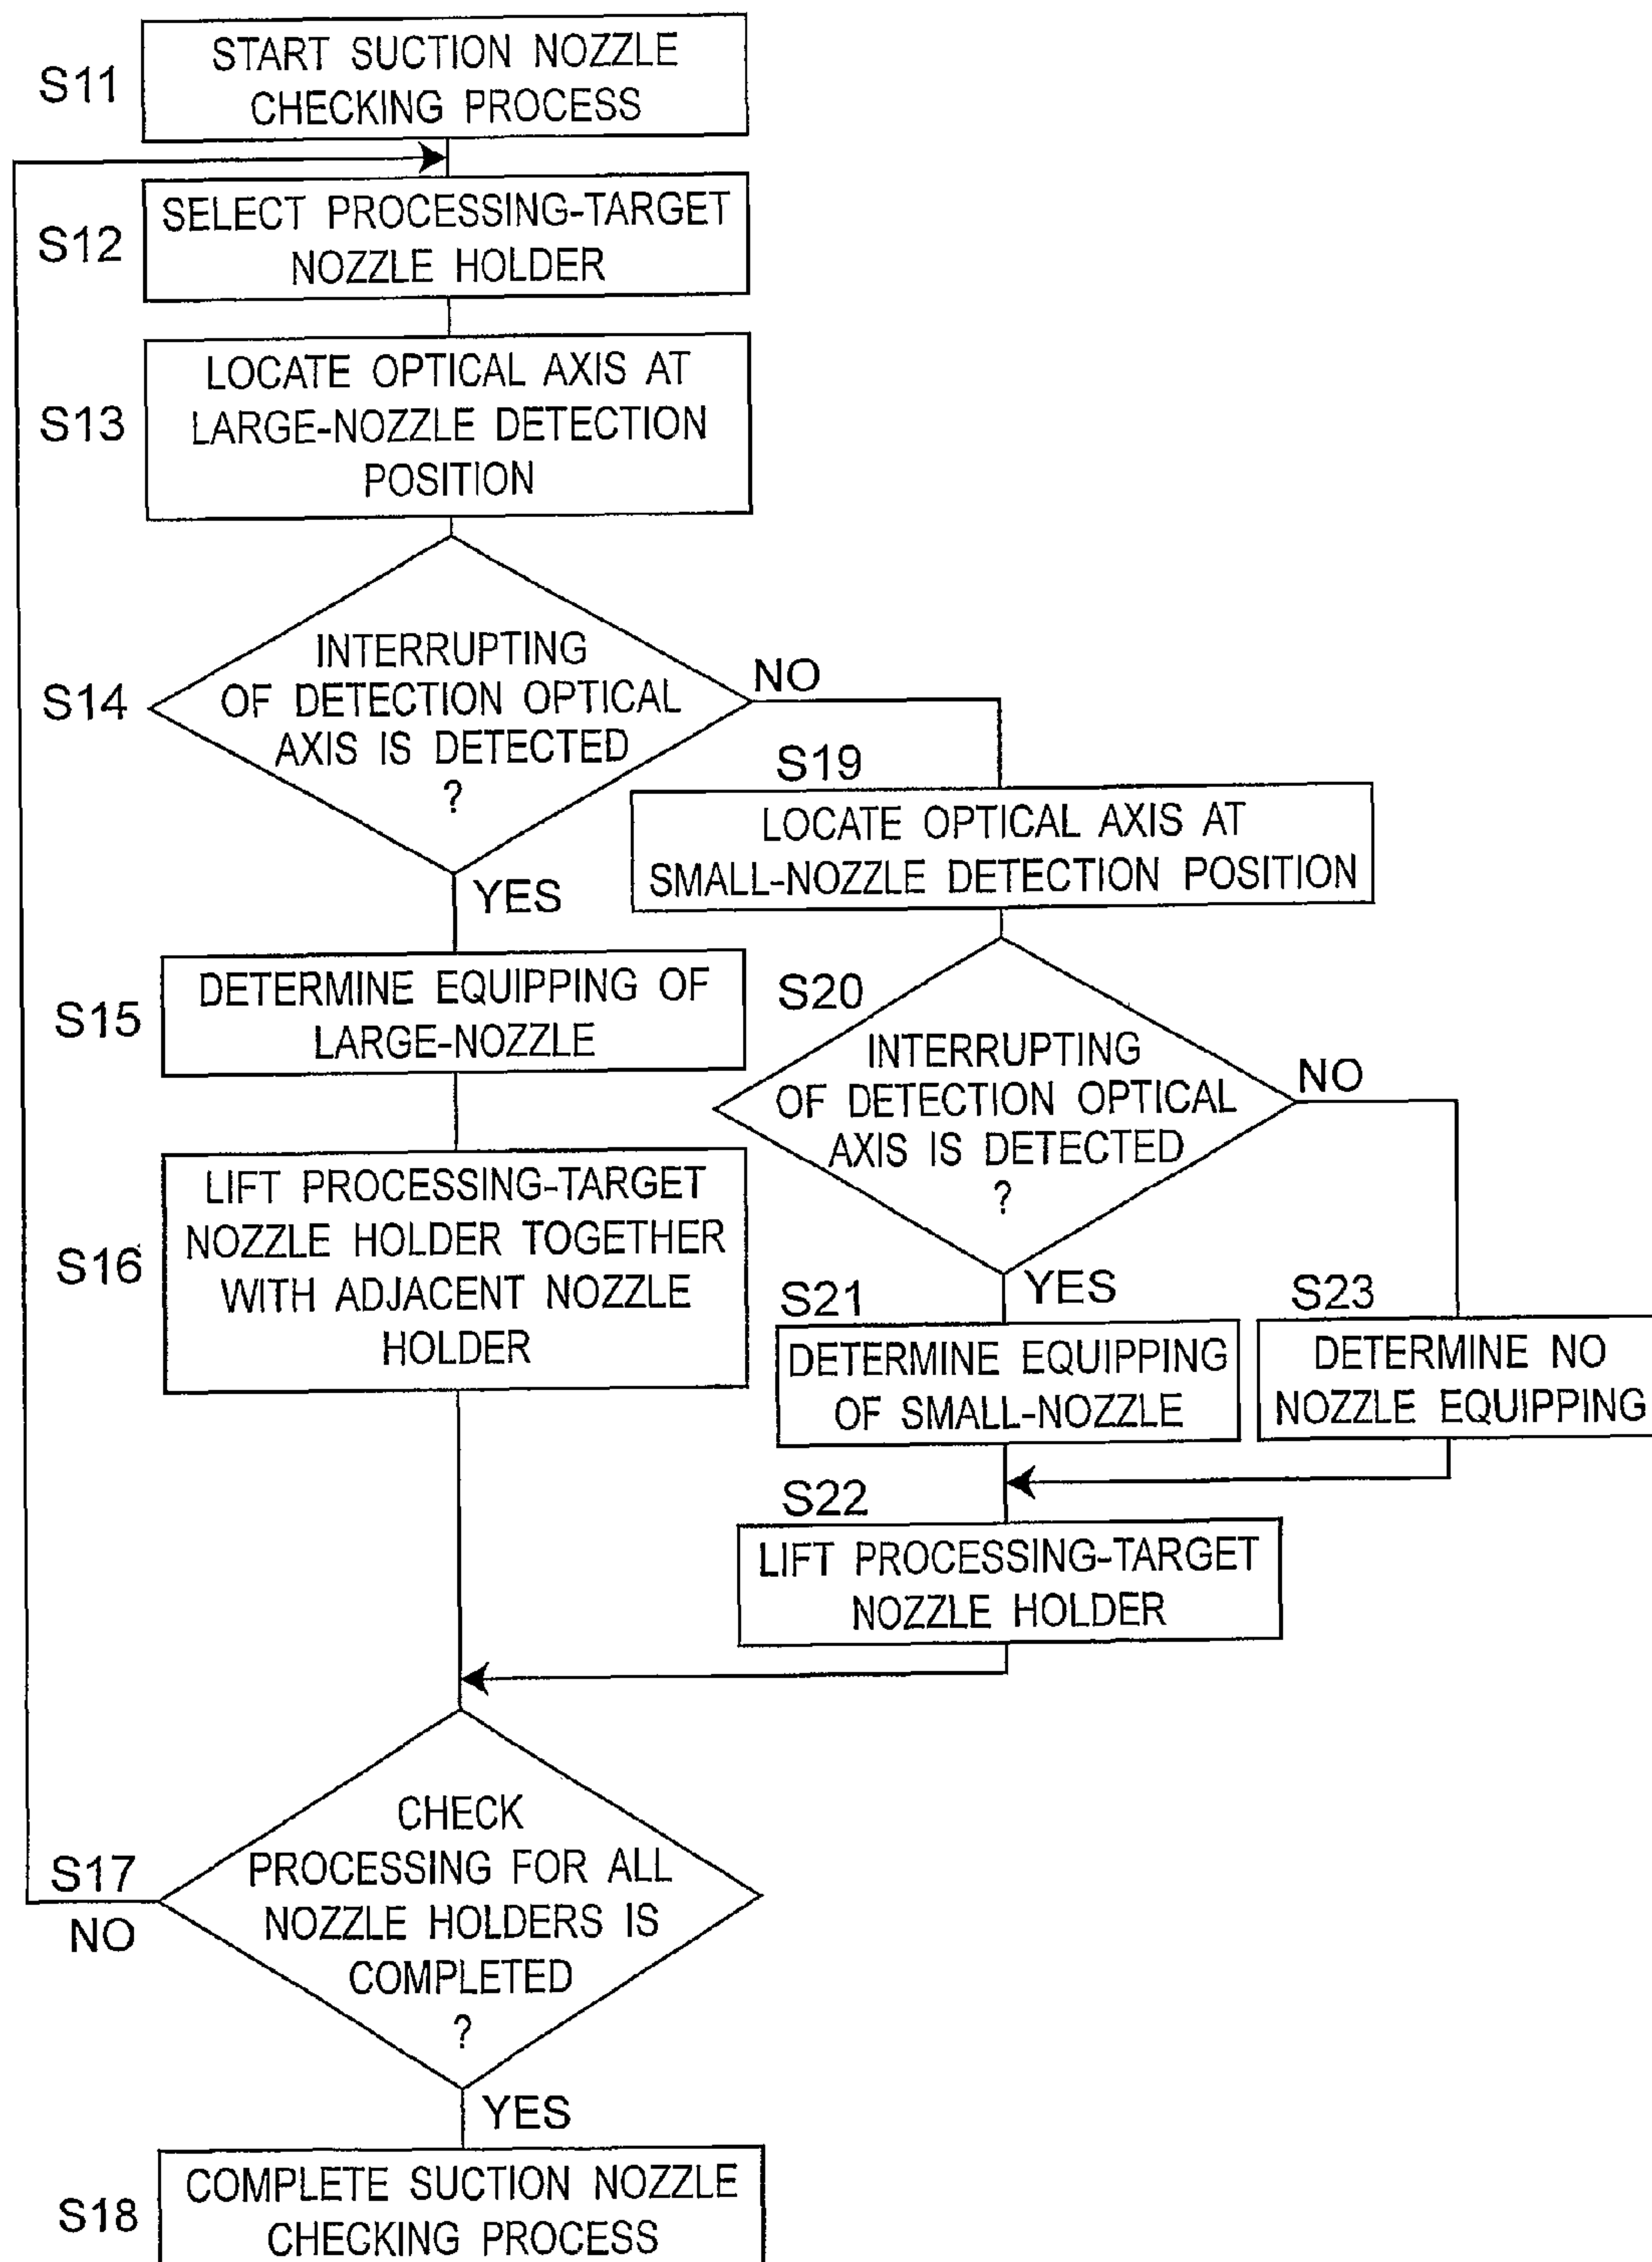 S11
START SUCTION NOZZLE
CHECKING PROCESS
S12
SELECT PROCESSING-TARGET
NOZZLE HOLDER
S13
LOCATE OPTICAL AXIS AT
LARGE-NOZZLE DETECTION
POSITION
S14
INTERRUPTING
OF DETECTION OPTICAL
AXIS IS DETECTED
?
NO
YES
S15
DETERMINE EQUIPPING OF
LARGE-NOZZLE
S16
LIFT PROCESSING-TARGET
NOZZLE HOLDER TOGETHER
WITH ADJACENT NOZZLE
HOLDER
S19
LOCATE OPTICAL AXIS AT
SMALL-NOZZLE DETECTION POSITION
S20
INTERRUPTING
OF DETECTION OPTICAL
AXIS IS DETECTED
?
NO
YES
S21
DETERMINE EQUIPPING
OF SMALL-NOZZLE
S23
DETERMINE NO
NOZZLE EQUIPPING
S22
LIFT PROCESSING-TARGET
NOZZLE HOLDER
S17
CHECK
PROCESSING FOR ALL
NOZZLE HOLDERS IS
COMPLETED
?
NO
YES
S18
COMPLETE SUCTION NOZZLE
CHECKING PROCESS